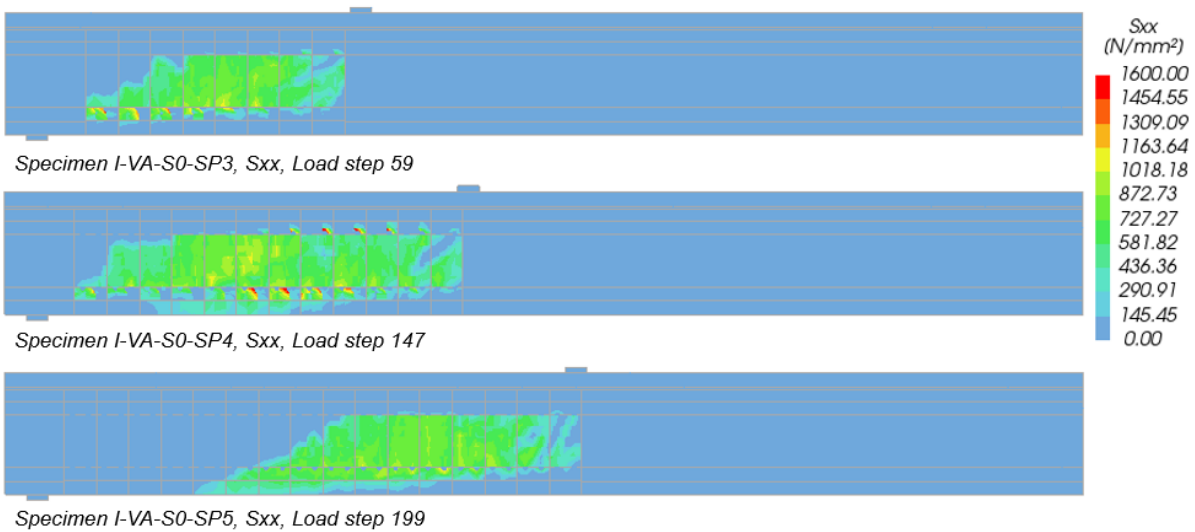 Sxx
(N/mm²)
1600.00
1454.55
1309.09
1163.64
1018.18
872.73
727.27
581.82
436.36
290.91
145.45
0.00
Specimen I-VA-S0-SP3, Sxx, Load step 59
Specimen I-VA-S0-SP4, Sxx, Load step 147
Specimen I-VA-S0-SP5, Sxx, Load step 199